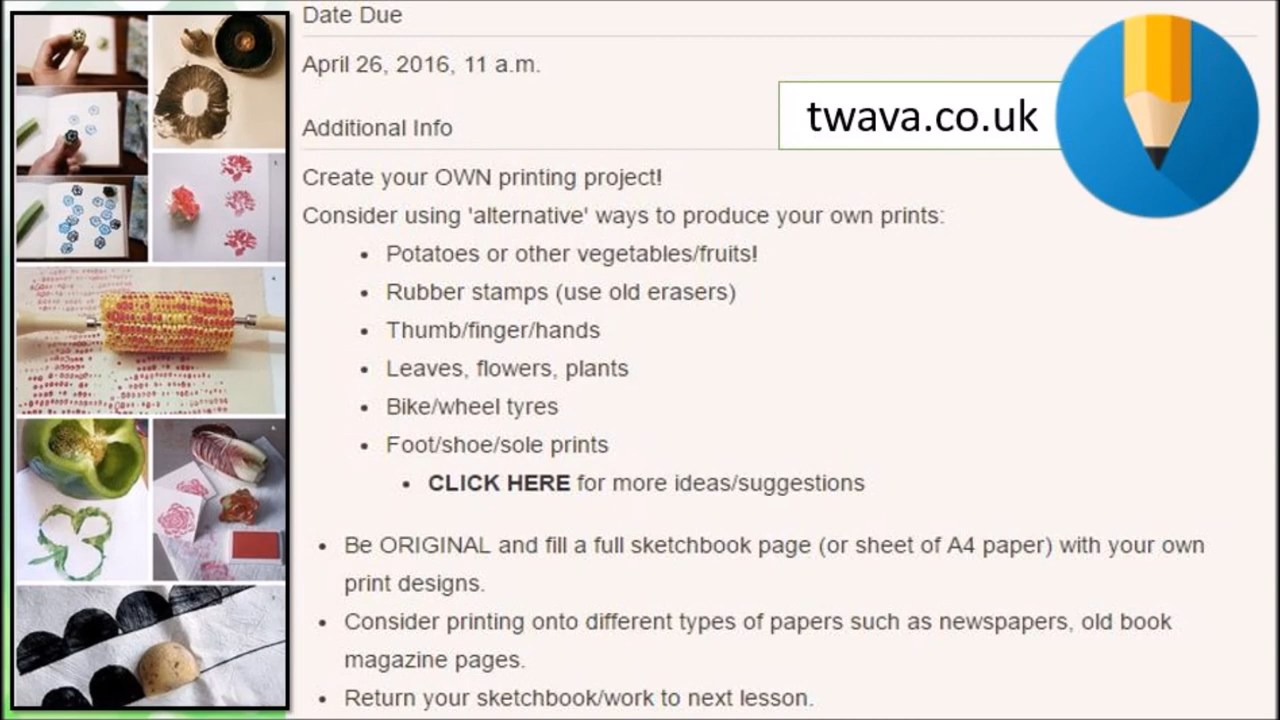 Date Due
April 26, 2016, 11 a.m.
twava.co.uk
Additional Info
Create your OWN printing project!
Consider using 'alternative' ways to produce your own prints:
• Potatoes or other vegetables/fruits!
• Rubber stamps (use old erasers)
• Thumb/finger/hands
• Leaves, flowers, plants
• Bike/wheel tyres
• Foot/shoe/sole prints
• CLICK HERE for more ideas/suggestions
• Be ORIGINAL and fill a full sketchbook page (or sheet of A4 paper) with your own
print designs.
• Consider printing onto different types of papers such as newspapers, old book
magazine pages.
• Return your sketchbook/work to next lesson.